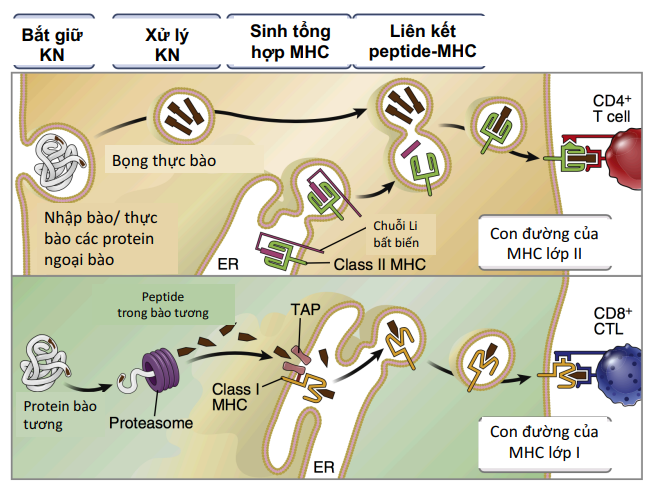 Bắt giữ
KN
Xử lý
KN
Sinh tổng
hợp MHC
Liên kết
peptide-MHC
CD4+
T cell
Bọng thực bào
Nhập bào/ thực
bào các protein
ngoại bào
Chuỗi Li
bất biến
ER
Class II MHC
Con đường của
MHC lớp II
Peptide
trong bào tương
TAP
CD8+
CTL
Protein bào
tương
Proteasome
Class I
MHC
ER
Con đường của
MHC lớp I